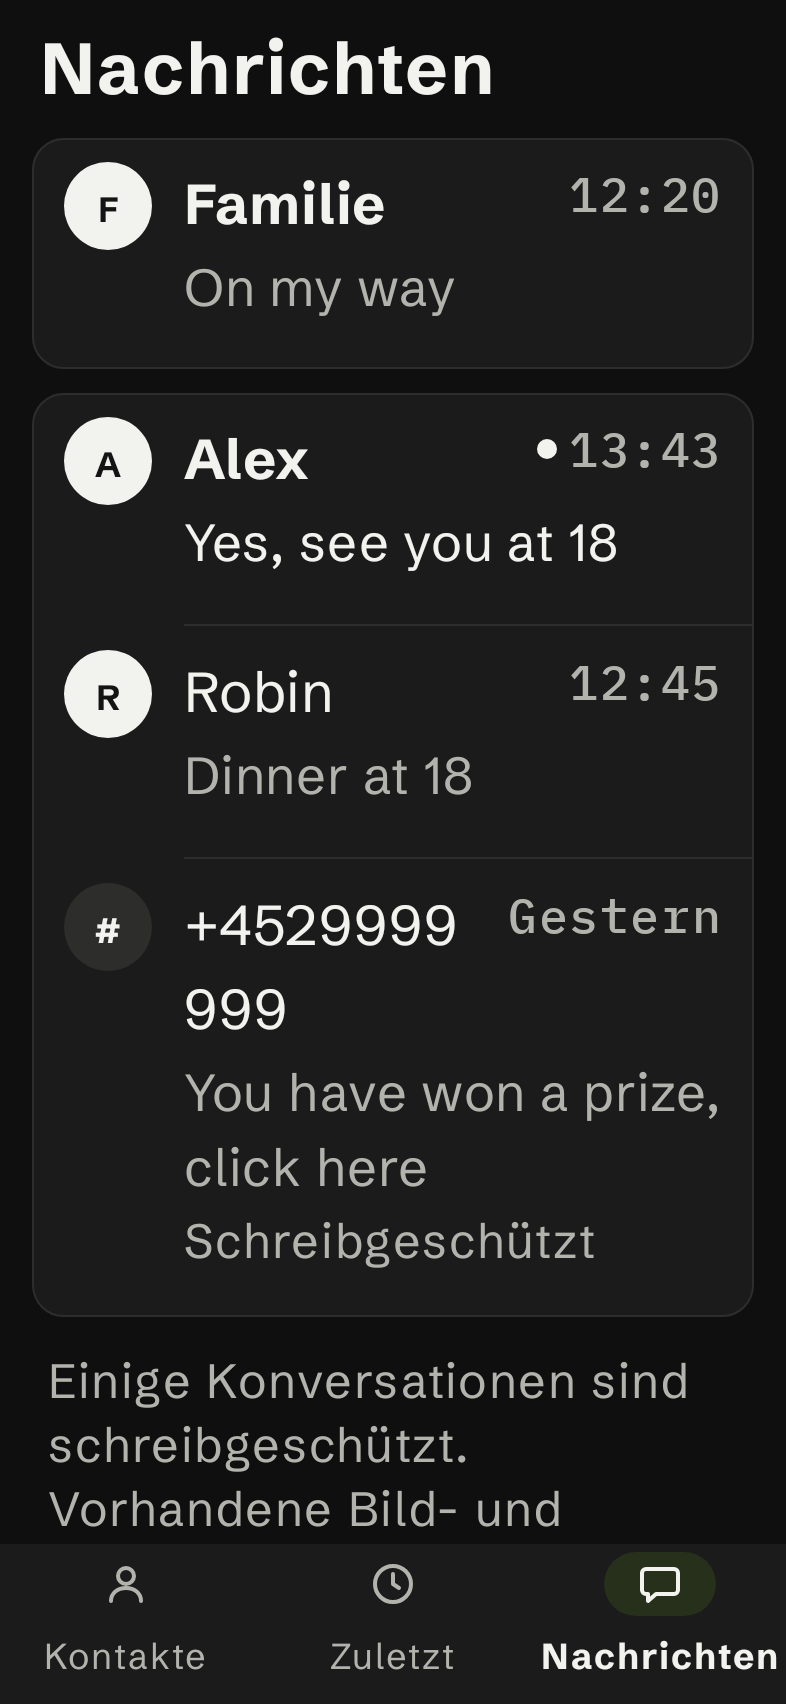 Nachrichten
F
Familie
12:20
On my way
A
Alex
13:43
Yes, see you at 18
R
Robin
12:45
Dinner at 18
#
+4529999
999
Gestern
You have won a prize,
click here
Schreibgeschützt
Einige Konversationen sind
schreibgeschützt.
Vorhandene Bild- und
Kontakte
Zuletzt
Nachrichten